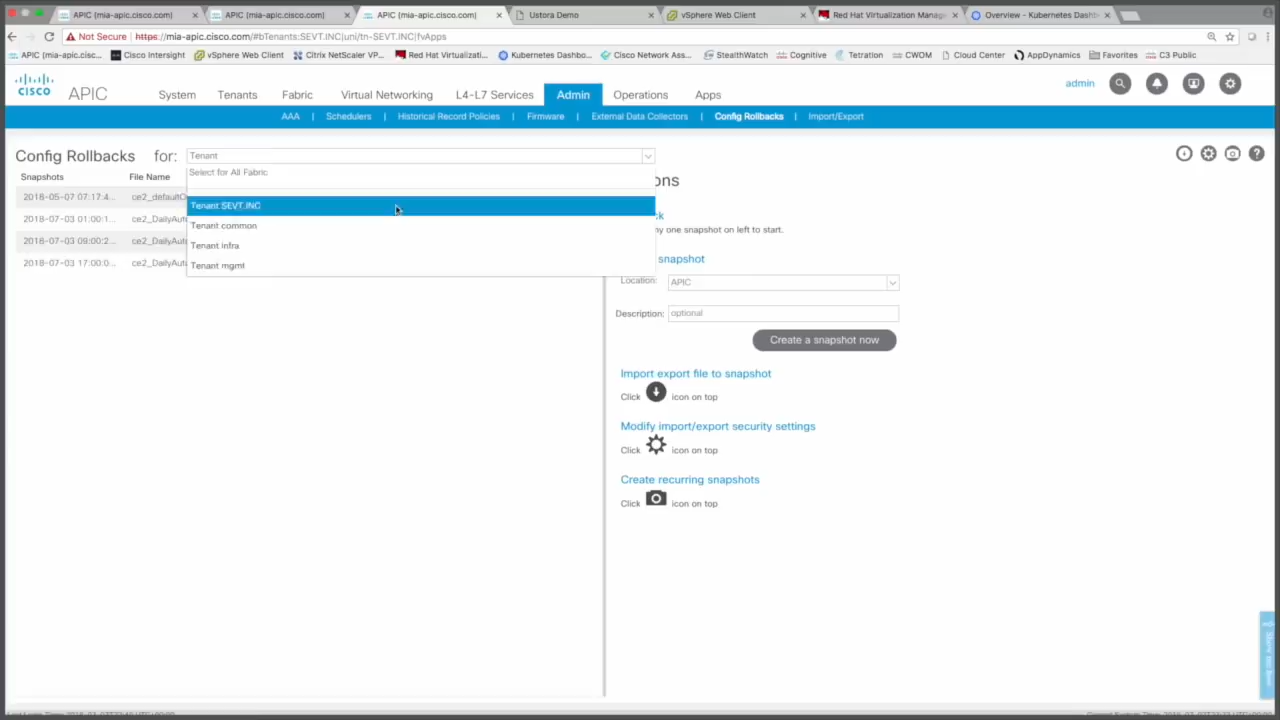 APIC (mia-apic.cisco.com)
APIC (mia-apic.cisco.com)
APIC (mia-apic.cisco.com)
Ustora Demo
vSphere Web Client
Red Hat Virtualization Manage
Overview - Kubernetes Dashb
Not Secure https://mia-apic.cisco.com/#bTenants:SEVT.INC|uni/tn-SEVT.INC|fvApps
APIC (mia-apic.cisc... Cisco Intersight vSphere Web Client Citrix NetScaler VP... Red Hat Virtualizati... Kubernetes Dashbo... Cisco Network Ass... StealthWatch Cognitive Tetration CWOM Cloud Center AppDynamics Favorites C3 Public
CISCO APIC
System Tenants Fabric Virtual Networking L4-L7 Services Admin Operations Apps
admin
AAA | Schedulers | Historical Record Policies | Firmware | External Data Collectors | Config Rollbacks | Import/Export
Config Rollbacks for: Tenant
Select for All Fabric
Tenant SEVT.INC
Tenant common
Tenant infra
Tenant mgmt
Snapshots File Name
2018-05-07 07:17:4... ce2_defaultO
2018-07-03 01:00:1... ce2_DailyAut
2018-07-03 09:00:2... ce2_DailyAut
2018-07-03 17:00:0... ce2_DailyAut
ons
k
ny one snapshot on left to start.
snapshot
Location: APIC
Description: optional
Create a snapshot now
Import export file to snapshot
Click icon on top
Modify import/export security settings
Click icon on top
Create recurring snapshots
Click icon on top